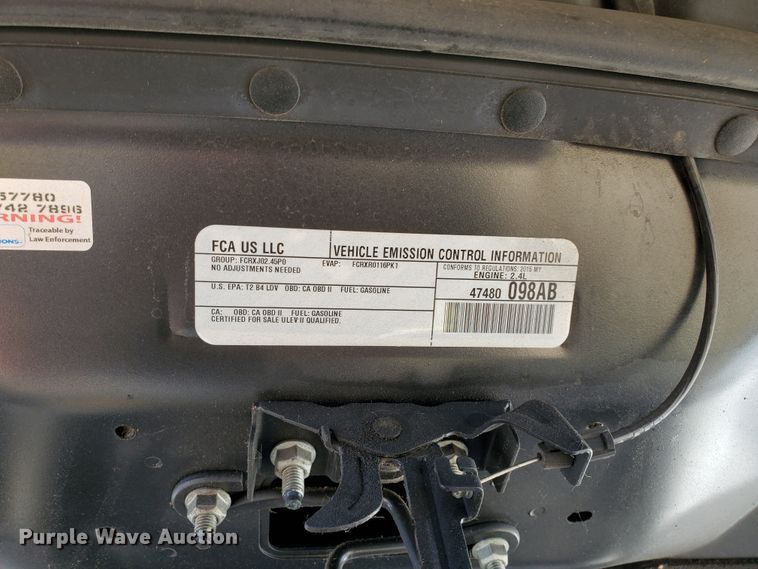 57780
742 7896
RNING!
Traceable by
Law Enforcement
IONS.
FCA US LLC
VEHICLE EMISSION CONTROL INFORMATION
GROUP: FCRXJ02.45P0 EVAP: FCRXR0116PK1
NO ADJUSTMENTS NEEDED
CONFORMS TO REGULATIONS: 2015 MY
ENGINE: 2.4L
U.S. EPA: T2 B4 LDV OBD: CA OBD II FUEL: GASOLINE
47480 098AB
CA: OBD: CA OBD II FUEL: GASOLINE
CERTIFIED FOR SALE ULEV II QUALIFIED.
Purple Wave Auction